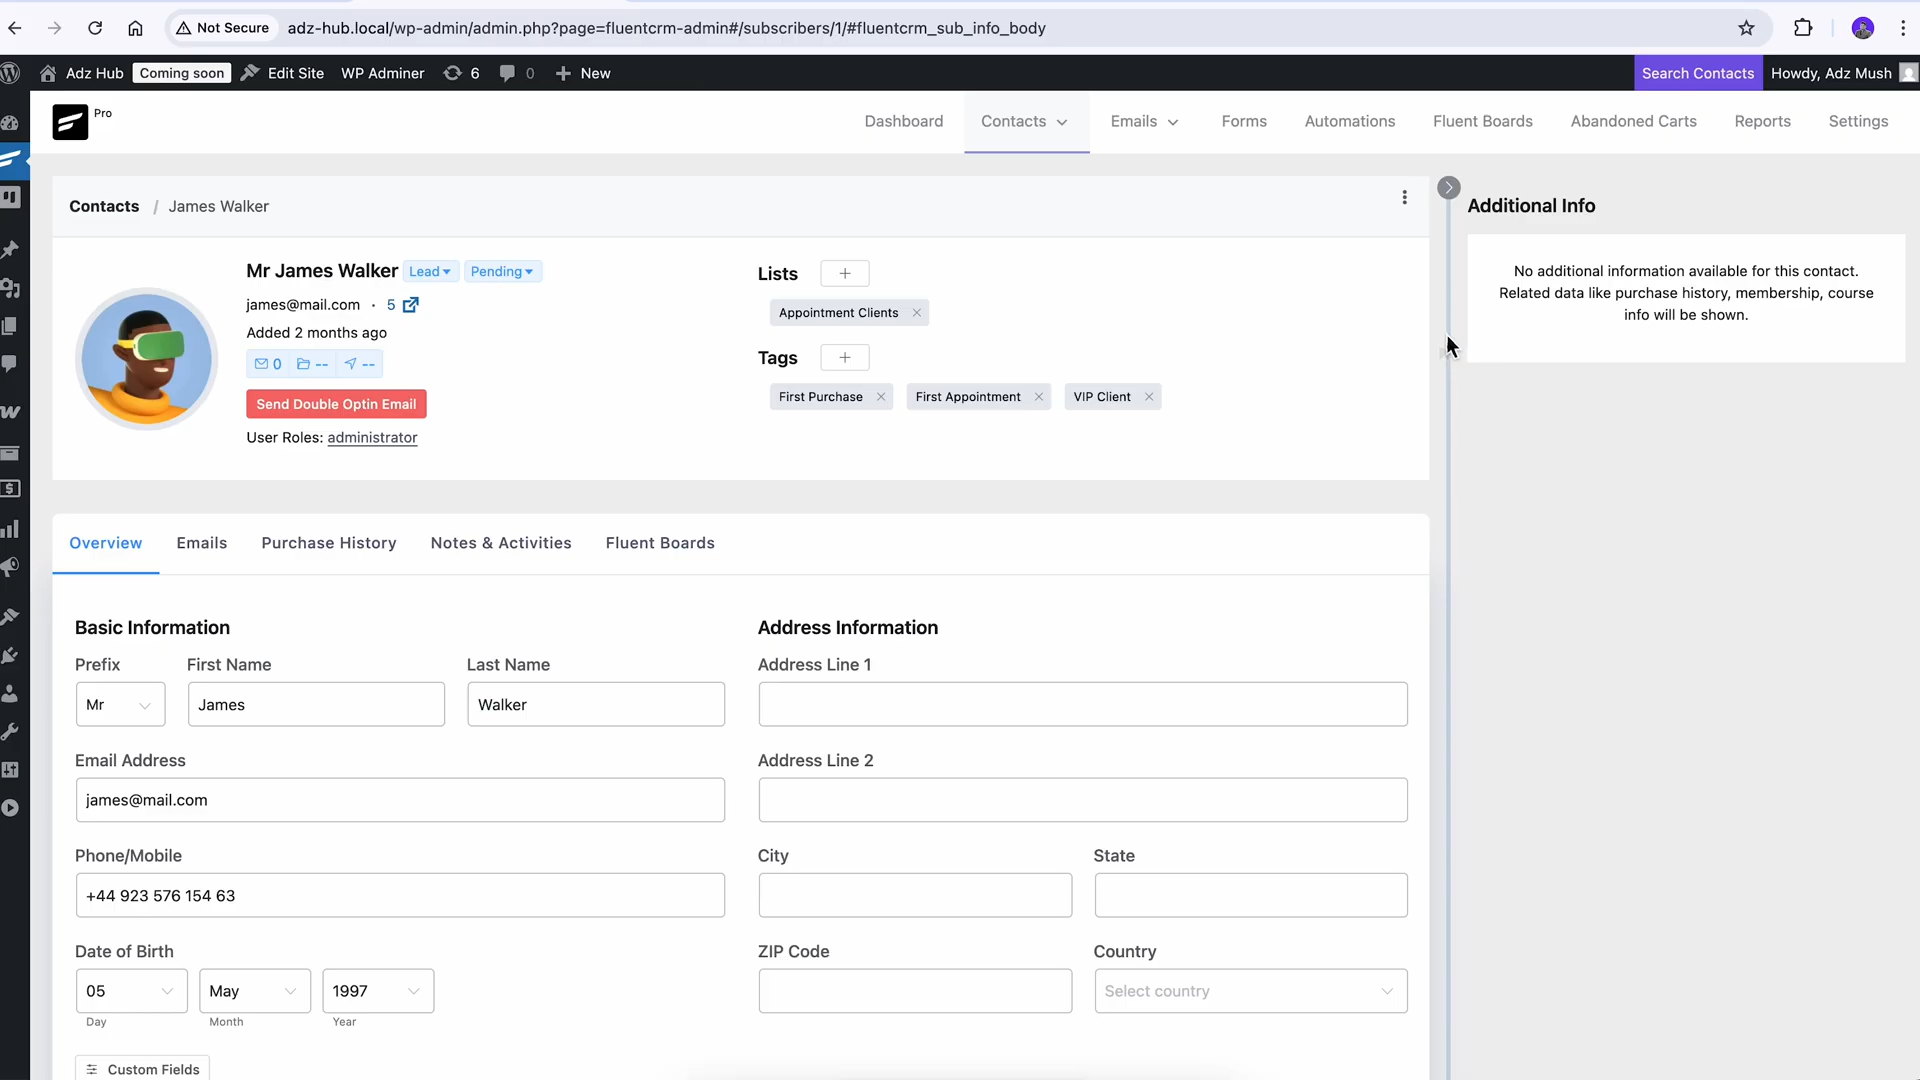 Not Secure
adz-hub.local/wp-admin/admin.php?page=fluentcrm-admin#/subscribers/1/#fluentcrm_sub_info_body
Adz Hub
Coming soon
Edit Site
WP Adminer
6
0
New
Search Contacts
Howdy, Adz Mush
Pro
Dashboard
Contacts
Emails
Forms
Automations
Fluent Boards
Abandoned Carts
Reports
Settings
Contacts / James Walker
Mr James Walker
Lead
Pending
james@mail.com · 5
Added 2 months ago
0
--
--
Send Double Optin Email
User Roles: administrator
Lists
+
Appointment Clients ×
Tags
+
First Purchase ×
First Appointment ×
VIP Client ×
Additional Info
No additional information available for this contact.
Related data like purchase history, membership, course
info will be shown.
Overview
Emails
Purchase History
Notes & Activities
Fluent Boards
Basic Information
Prefix
First Name
Last Name
Mr
James
Walker
Email Address
james@mail.com
Phone/Mobile
+44 923 576 154 63
Date of Birth
05
May
1997
Day
Month
Year
Custom Fields
Address Information
Address Line 1
Address Line 2
City
State
ZIP Code
Country
Select country